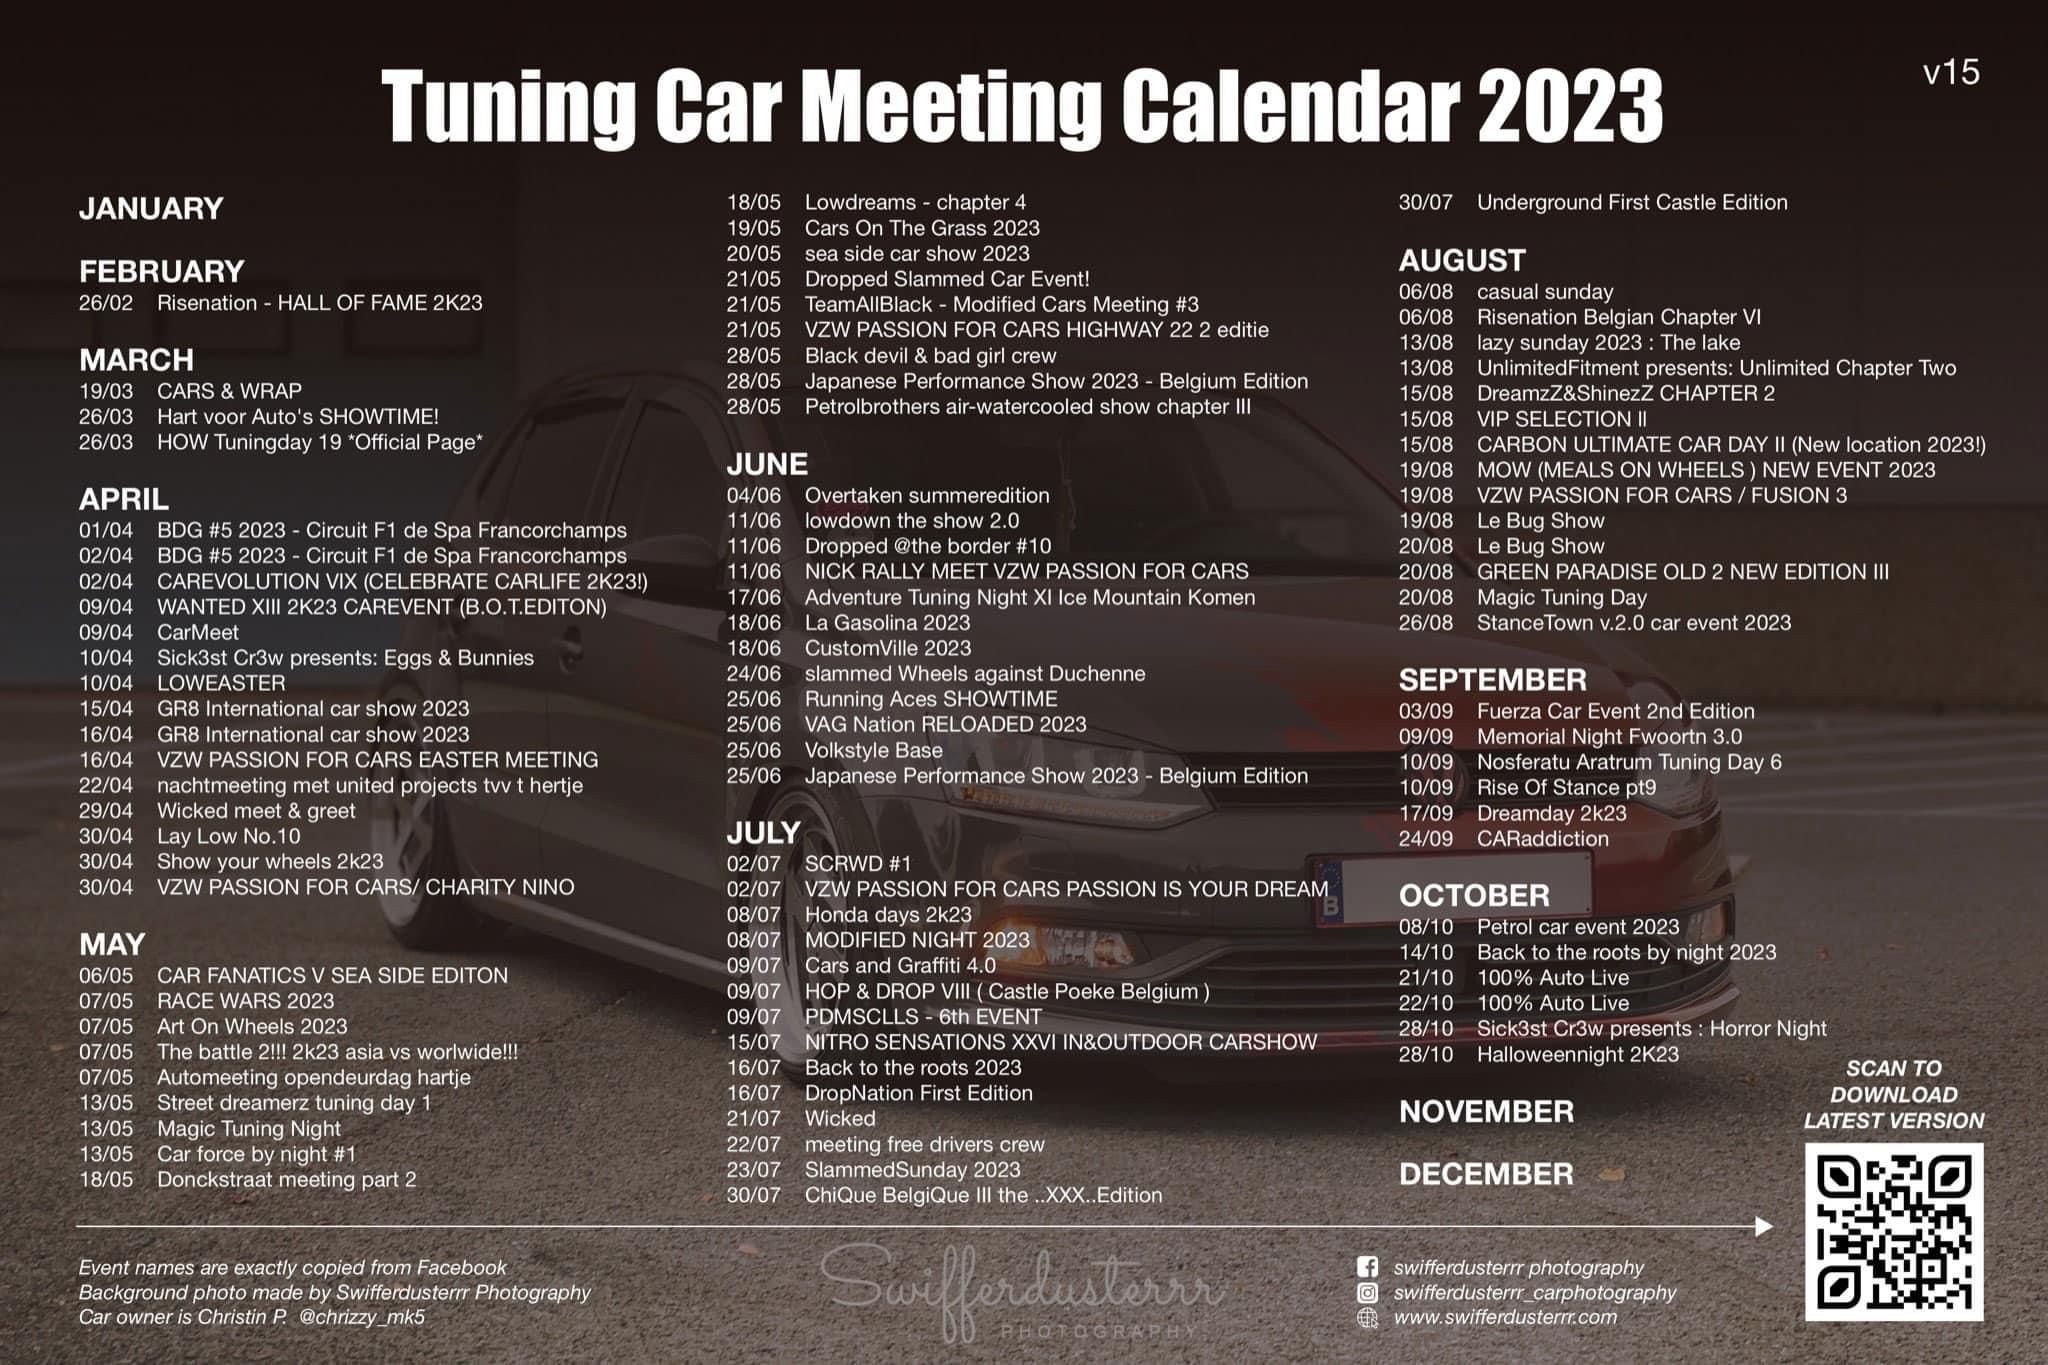 Tuning Car Meeting Calendar 2023
v15
JANUARY
FEBRUARY
26/02 Risenation - HALL OF FAME 2K23
MARCH
19/03 CARS & WRAP
26/03 Hart voor Auto's SHOWTIME!
26/03 HOW Tuningday 19 *Official Page*
APRIL
01/04 BDG #5 2023 - Circuit F1 de Spa Francorchamps
02/04 BDG #5 2023 - Circuit F1 de Spa Francorchamps
02/04 CAREVOLUTION VIX (CELEBRATE CARLIFE 2K23!)
09/04 WANTED XIII 2K23 CAREVENT (B.O.T.EDITON)
09/04 CarMeet
10/04 Sick3st Cr3w presents: Eggs & Bunnies
10/04 LOWEASTER
15/04 GR8 International car show 2023
16/04 GR8 International car show 2023
16/04 VZW PASSION FOR CARS EASTER MEETING
22/04 nachtmeeting met united projects tvv t hertje
29/04 Wicked meet & greet
30/04 Lay Low No.10
30/04 Show your wheels 2k23
30/04 VZW PASSION FOR CARS/ CHARITY NINO
MAY
06/05 CAR FANATICS V SEA SIDE EDITON
07/05 RACE WARS 2023
07/05 Art On Wheels 2023
07/05 The battle 2!!! 2k23 asia vs worlwide!!!
07/05 Automeeting opendeurdag hartje
13/05 Street dreamerz tuning day 1
13/05 Magic Tuning Night
13/05 Car force by night #1
18/05 Donckstraat meeting part 2
18/05 Lowdreams - chapter 4
19/05 Cars On The Grass 2023
20/05 sea side car show 2023
21/05 Dropped Slammed Car Event!
21/05 TeamAllBlack - Modified Cars Meeting #3
21/05 VZW PASSION FOR CARS HIGHWAY 22 2 editie
28/05 Black devil & bad girl crew
28/05 Japanese Performance Show 2023 - Belgium Edition
28/05 Petrolbrothers air-watercooled show chapter III
JUNE
04/06 Overtaken summeredition
11/06 lowdown the show 2.0
11/06 Dropped @the border #10
11/06 NICK RALLY MEET VZW PASSION FOR CARS
17/06 Adventure Tuning Night XI Ice Mountain Komen
18/06 La Gasolina 2023
18/06 CustomVille 2023
24/06 slammed Wheels against Duchenne
25/06 Running Aces SHOWTIME
25/06 VAG Nation RELOADED 2023
25/06 Volkstyle Base
25/06 Japanese Performance Show 2023 - Belgium Edition
JULY
02/07 SCRWD #1
02/07 VZW PASSION FOR CARS PASSION IS YOUR DREAM
08/07 Honda days 2k23
08/07 MODIFIED NIGHT 2023
09/07 Cars and Graffiti 4.0
09/07 HOP & DROP VIII ( Castle Poeke Belgium )
09/07 PDMSCLLS - 6th EVENT
15/07 NITRO SENSATIONS XXVI IN&OUTDOOR CARSHOW
16/07 Back to the roots 2023
16/07 DropNation First Edition
21/07 Wicked
22/07 meeting free drivers crew
23/07 SlammedSunday 2023
30/07 ChiQue BelgiQue III the ..XXX..Edition
30/07 Underground First Castle Edition
AUGUST
06/08 casual sunday
06/08 Risenation Belgian Chapter VI
13/08 lazy sunday 2023 : The lake
13/08 UnlimitedFitment presents: Unlimited Chapter Two
15/08 DreamzZ&ShinezZ CHAPTER 2
15/08 VIP SELECTION II
15/08 CARBON ULTIMATE CAR DAY II (New location 2023!)
19/08 MOW (MEALS ON WHEELS ) NEW EVENT 2023
19/08 VZW PASSION FOR CARS / FUSION 3
19/08 Le Bug Show
20/08 Le Bug Show
20/08 GREEN PARADISE OLD 2 NEW EDITION III
20/08 Magic Tuning Day
26/08 StanceTown v.2.0 car event 2023
SEPTEMBER
03/09 Fuerza Car Event 2nd Edition
09/09 Memorial Night Fwoortn 3.0
10/09 Nosferatu Aratrum Tuning Day 6
10/09 Rise Of Stance pt9
17/09 Dreamday 2k23
24/09 CARaddiction
OCTOBER
08/10 Petrol car event 2023
14/10 Back to the roots by night 2023
21/10 100% Auto Live
22/10 100% Auto Live
28/10 Sick3st Cr3w presents : Horror Night
28/10 Halloweennight 2K23
NOVEMBER
DECEMBER
B
SCAN TO
DOWNLOAD
LATEST VERSION
Event names are exactly copied from Facebook
Background photo made by Swifferdusterrr Photography
Car owner is Christin P. @chrizzy_mk5
Swifferdusterrr
PHOTOGRAPHY
swifferdusterrr photography
swifferdusterrr_carphotography
www.swifferdusterrr.com